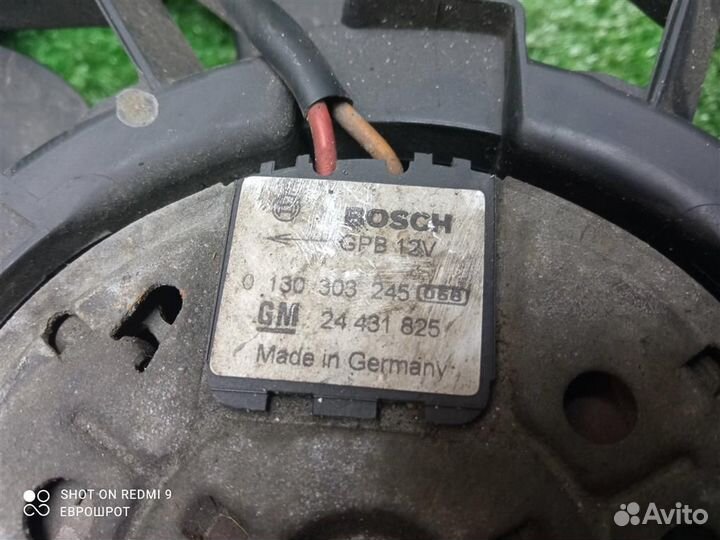 BOSCH
GPB 12V
0 130 303 245 068
GM 24 431 825
Made in Germany
SHOT ON REDMI 9
ЕВРОШРОТ
Avito